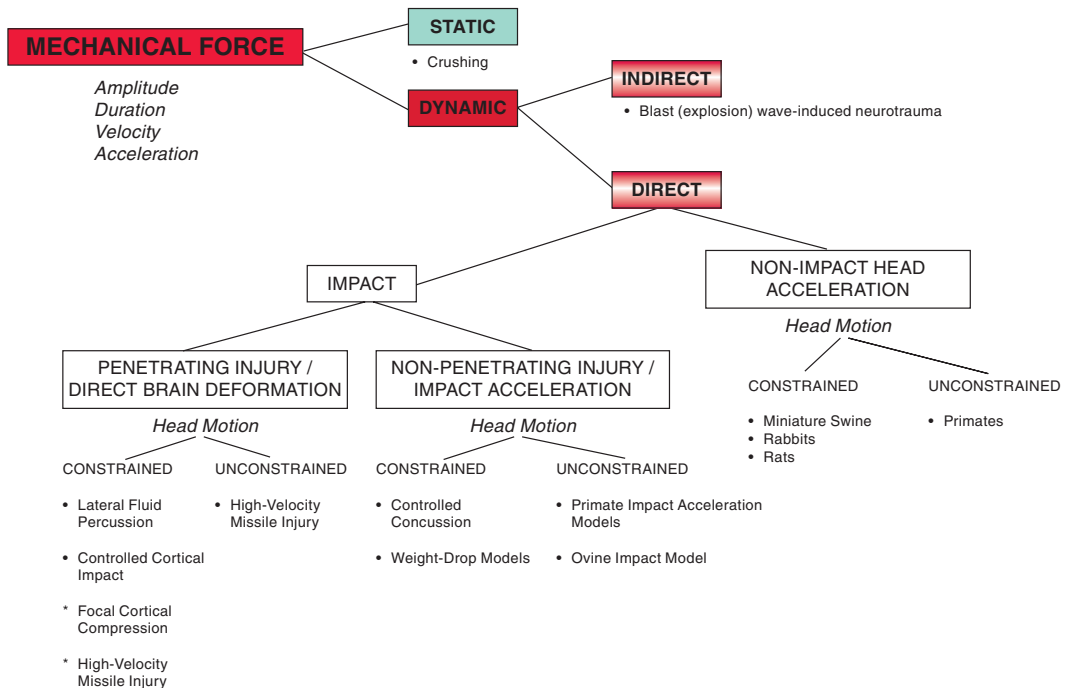 MECHANICAL FORCE
Amplitude
Duration
Velocity
Acceleration
STATIC
• Crushing
DYNAMIC
INDIRECT
• Blast (explosion) wave-induced neurotrauma
DIRECT
IMPACT
NON-IMPACT HEAD
ACCELERATION
Head Motion
CONSTRAINED
• Miniature Swine
• Rabbits
• Rats
UNCONSTRAINED
• Primates
PENETRATING INJURY /
DIRECT BRAIN DEFORMATION
Head Motion
CONSTRAINED
• Lateral Fluid
Percussion
• Controlled Cortical
Impact
* Focal Cortical
Compression
* High-Velocity
Missile Injury
UNCONSTRAINED
• High-Velocity
Missile Injury
NON-PENETRATING INJURY /
IMPACT ACCELERATION
Head Motion
CONSTRAINED
• Controlled
Concussion
• Weight-Drop Models
UNCONSTRAINED
• Primate Impact Acceleration
Models
• Ovine Impact Model